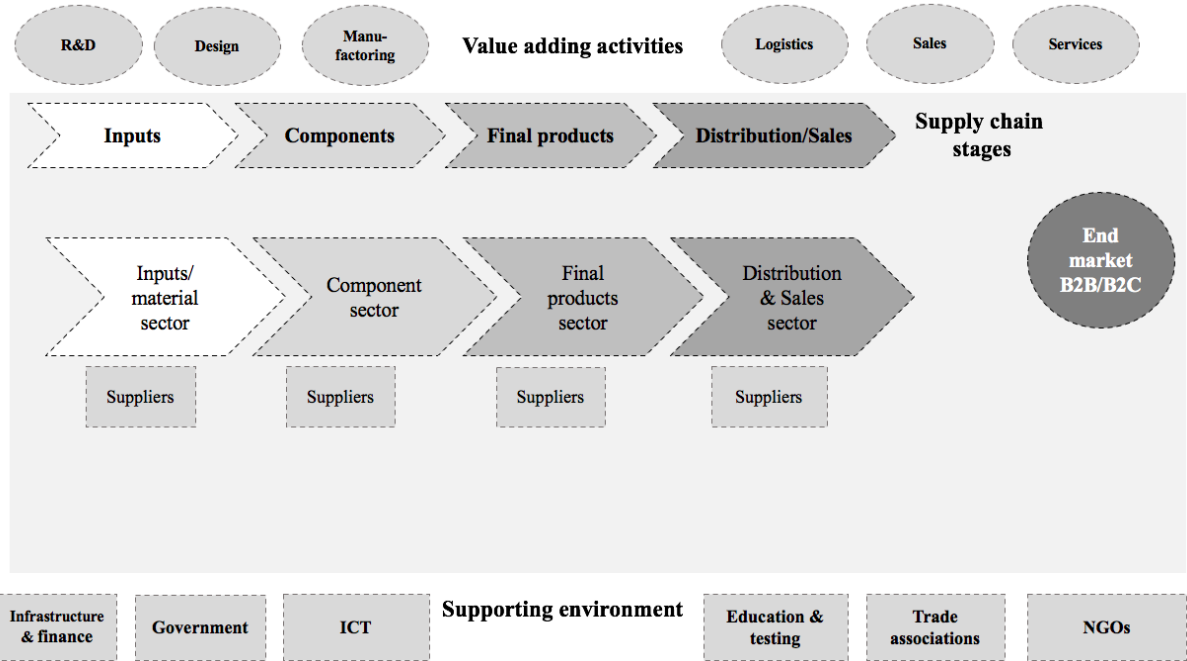 R&D
Design
Manu-
factoring
Value adding activities
Logistics
Sales
Services
Inputs
Components
Final products
Distribution/Sales
Supply chain
stages
Inputs/
material
sector
Component
sector
Final
products
sector
Distribution
& Sales
sector
End
market
B2B/B2C
Suppliers
Suppliers
Suppliers
Suppliers
Infrastructure
& finance
Government
ICT
Supporting environment
Education &
testing
Trade
associations
NGOs